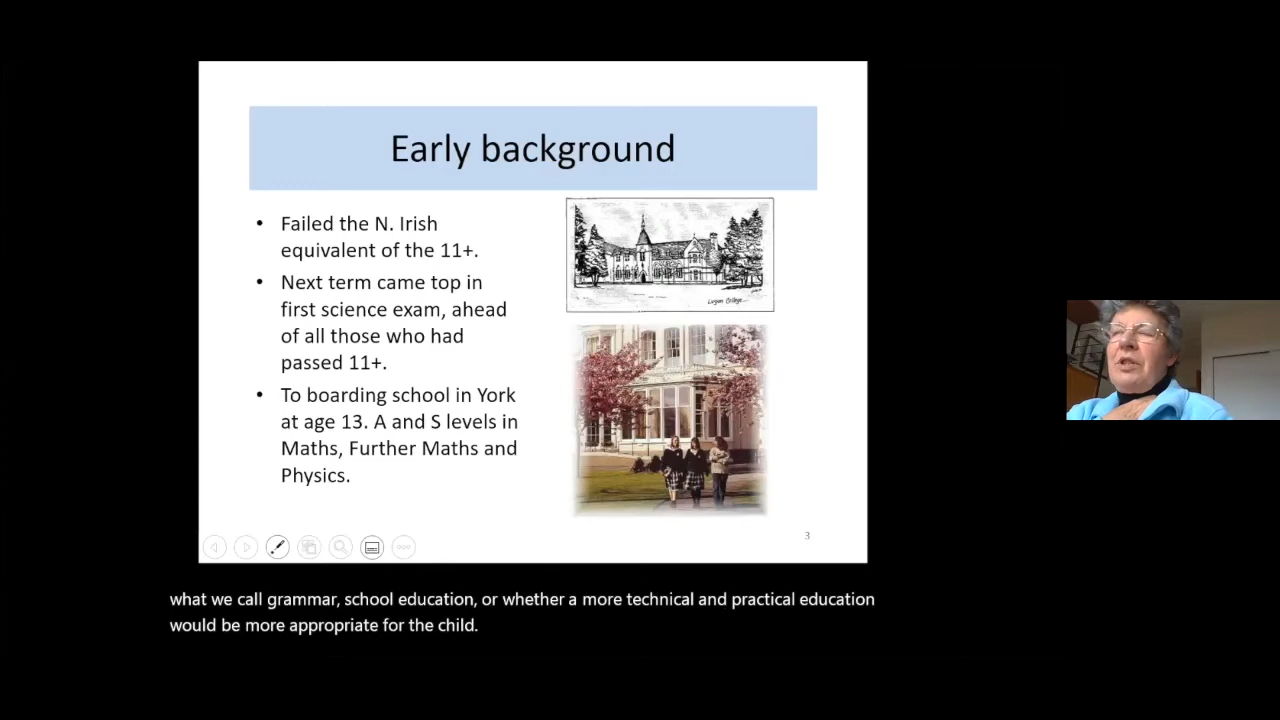 Early background
• Failed the N. Irish
equivalent of the 11+.
• Next term came top in
first science exam, ahead
of all those who had
passed 11+.
• To boarding school in York
at age 13. A and S levels in
Maths, Further Maths and
Physics.
Lurgan College
3
what we call grammar, school education, or whether a more technical and practical education
would be more appropriate for the child.